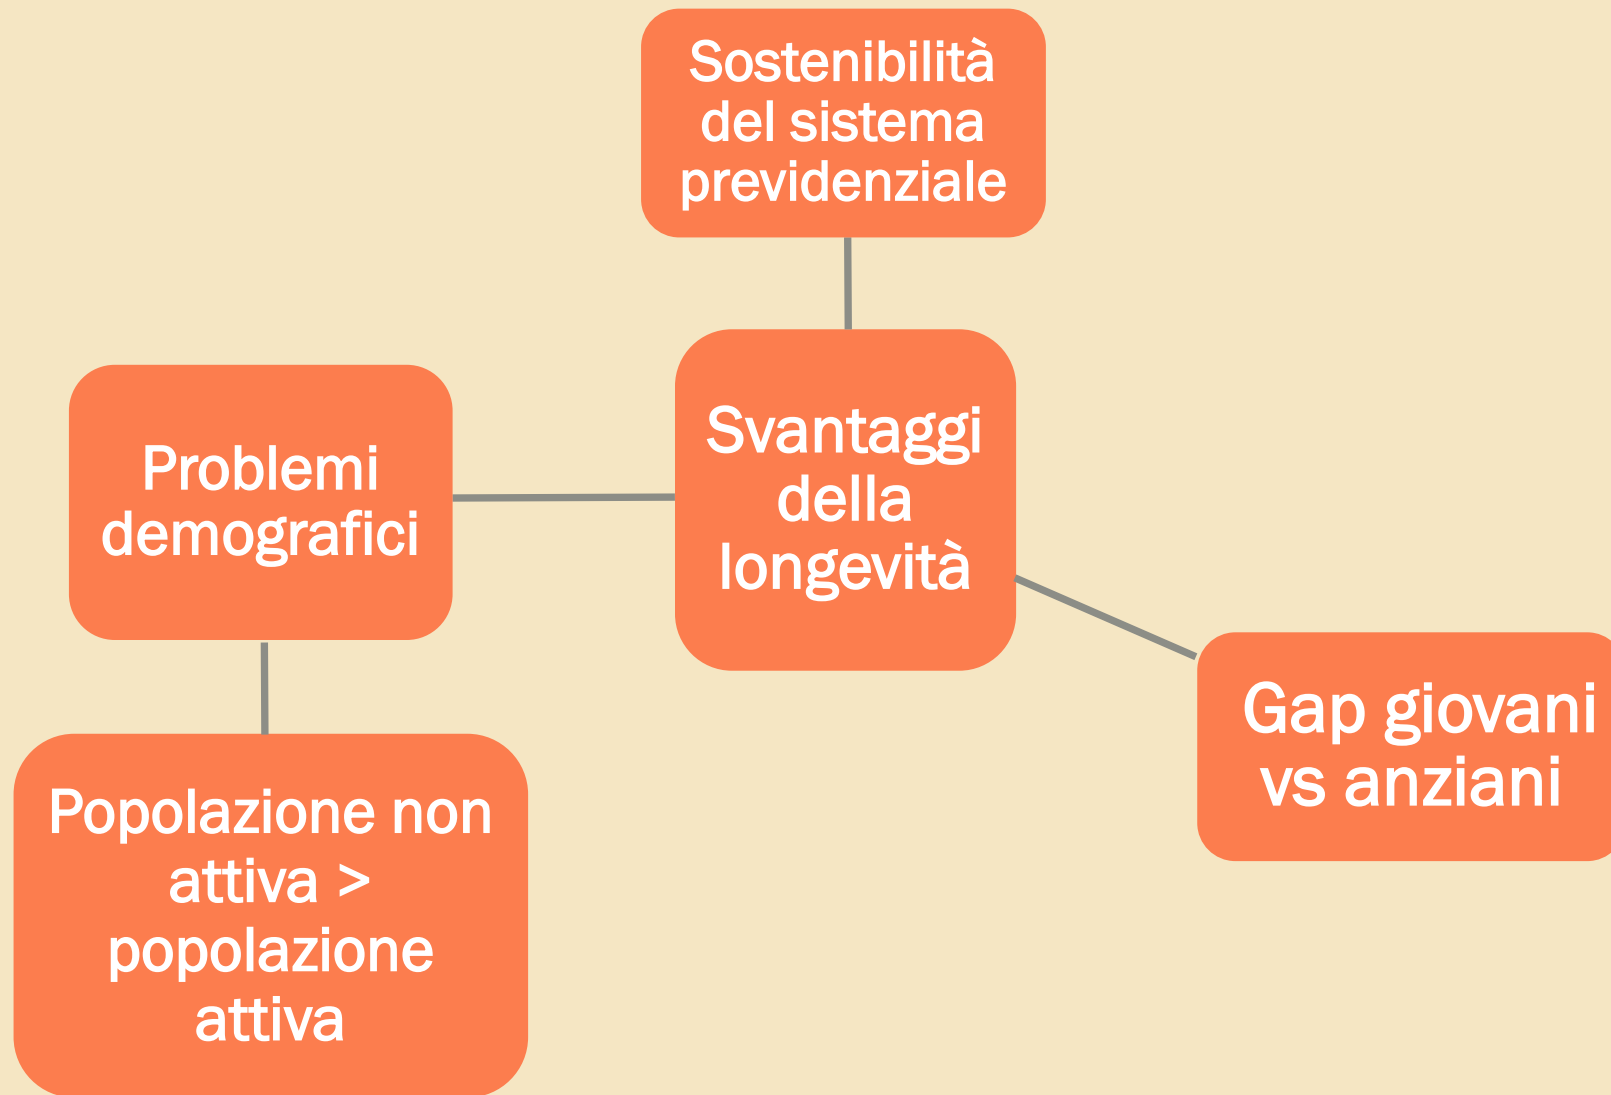 Sostenibilità
del sistema
previdenziale
Svantaggi
della
longevità
Problemi
demografici
Gap giovani
vs anziani
Popolazione non
attiva >
popolazione
attiva